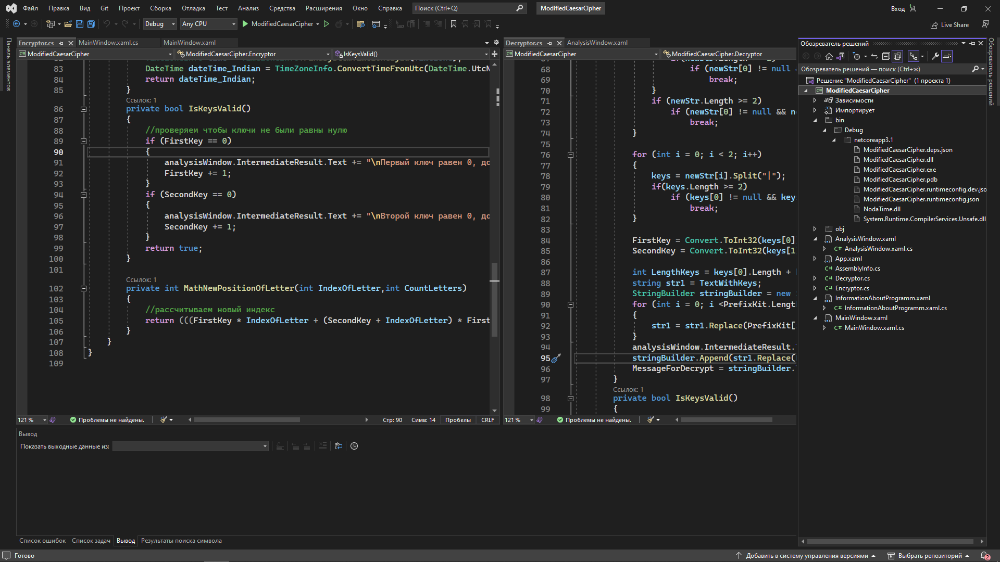 Файл Правка Вид Git Проект Сборка Отладка Тест Анализ Средства Расширения Окно Справка Поиск (Ctrl+Q) ModifiedCaesarCipher Вход
Debug Any CPU ModifiedCaesarCipher Live Share
Панель элементов
Encryptor.cs MainWindow.xaml.cs MainWindow.xaml
ModifiedCaesarCipher ModifiedCaesarCipher.Encryptor IsKeysValid()
83 DateTime dateTime_Indian = TimeZoneInfo.ConvertTimeFromUtc(DateTime.UtcN
84 return dateTime_Indian;
85 }
Ссылок: 1
86 private bool IsKeysValid()
87 {
88 //проверяем чтобы ключи не были равны нулю
89 if (FirstKey == 0)
90 {
91 analysisWindow.IntermediateResult.Text += "\nПервый ключ равен 0, до
92 FirstKey += 1;
93 }
94 if (SecondKey == 0)
95 {
96 analysisWindow.IntermediateResult.Text += "\nВторой ключ равен 0, до
97 SecondKey += 1;
98 }
99 return true;
100 }
101
Ссылок: 1
102 private int MathNewPositionOfLetter(int IndexOfLetter,int CountLetters)
103 {
104 //рассчитываем новый индекс
105 return (((FirstKey * IndexOfLetter + (SecondKey + IndexOfLetter) * First
106 }
107 }
108 }
109
121 % Проблемы не найдены. Стр: 90 Симв: 14 Пробелы CRLF
Decryptor.cs AnalysisWindow.xaml
ModifiedCaesarCipher ModifiedCaesarCipher.Decryptor
68 if (newStr[0] != null
69 break;
70 }
71 if (newStr.Length >= 2)
72 if (newStr[0] != null && ne
73 break;
74 }
75
76 for (int i = 0; i < 2; i++)
77 {
78 keys = newStr[i].Split("|");
79 if(keys.Length >= 2)
80 if (keys[0] != null && keys
81 break;
82 }
83
84 FirstKey = Convert.ToInt32(keys[0]
85 SecondKey = Convert.ToInt32(keys[1
86
87 int LengthKeys = keys[0].Length +
88 string str1 = TextWithKeys;
89 StringBuilder stringBuilder = new
90 for (int i = 0; i <PrefixKit.Length
91 {
92 str1 = str1.Replace(PrefixKit[
93 }
94 analysisWindow.IntermediateResult.
95 stringBuilder.Append(str1.Replace(
96 MessageForDecrypt = stringBuilder.
97 }
Ссылок: 1
98 private bool IsKeysValid()
99 {
121 % Проблемы не найдены.
Обозреватель решений
Обозреватель решений — поиск (Ctrl+ж)
Решение "ModifiedCaesarCipher" (1 проекта 1)
ModifiedCaesarCipher
Зависимости
Импортирует
bin
Debug
netcoreapp3.1
ModifiedCaesarCipher.deps.json
ModifiedCaesarCipher.dll
ModifiedCaesarCipher.exe
ModifiedCaesarCipher.pdb
ModifiedCaesarCipher.runtimeconfig.dev.jso
ModifiedCaesarCipher.runtimeconfig.json
NodaTime.dll
System.Runtime.CompilerServices.Unsafe.dll
obj
AnalysisWindow.xaml
C# AnalysisWindow.xaml.cs
App.xaml
C# AssemblyInfo.cs
C# Decryptor.cs
C# Encryptor.cs
InformationAboutProgramm.xaml
C# InformationAboutProgramm.xaml.cs
MainWindow.xaml
C# MainWindow.xaml.cs
Обозреватель решений
Вывод
Показать выходные данные из:
Список ошибок Список задач Вывод Результаты поиска символа
Готово Добавить в систему управления версиями Выбрать репозиторий 2